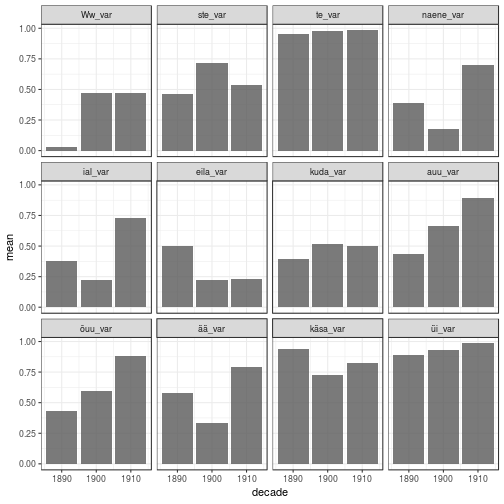 Ww_var ste_var te_var naene_var
1.00
0.75
0.50
0.25
0.00
ial_var eila_var kuda_var auu_var
1.00
0.75
0.50
0.25
0.00
mean
õuu_var ää_var käsa_var üi_var
1.00
0.75
0.50
0.25
0.00
1890 1900 1910 1890 1900 1910 1890 1900 1910 1890 1900 1910
decade